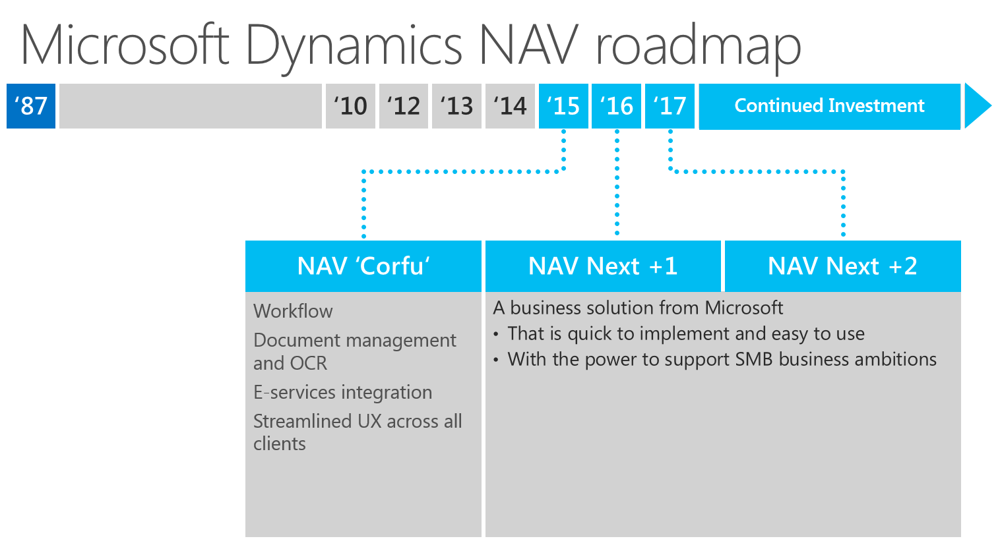 Microsoft Dynamics NAV roadmap
‘87 ‘10 ‘12 ‘13 ‘14 ‘15 ‘16 ‘17 Continued Investment
NAV ‘Corfu‘ NAV Next +1 NAV Next +2
Workflow
Document management
and OCR
E-services integration
Streamlined UX across all
clients
A business solution from Microsoft
• That is quick to implement and easy to use
• With the power to support SMB business ambitions